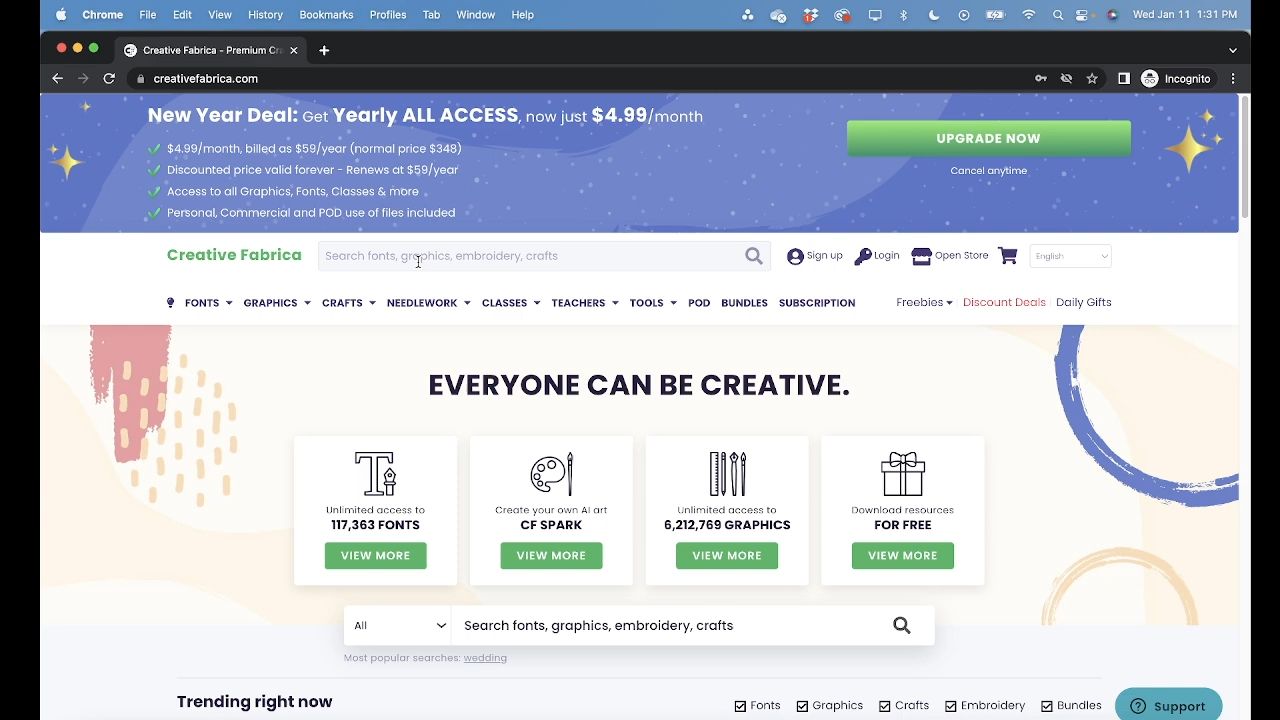 Chrome File Edit View History Bookmarks Profiles Tab Window Help Wed Jan 11 1:31 PM
Creative Fabrica - Premium Cr
creativefabrica.com Incognito
New Year Deal: Get Yearly ALL ACCESS, now just $4.99/month
$4.99/month, billed as $59/year (normal price $348)
Discounted price valid forever - Renews at $59/year
Access to all Graphics, Fonts, Classes & more
Personal, Commercial and POD use of files included
UPGRADE NOW
Cancel anytime
Creative Fabrica Search fonts, graphics, embroidery, crafts Sign up Login Open Store English
FONTS GRAPHICS CRAFTS NEEDLEWORK CLASSES TEACHERS TOOLS POD BUNDLES SUBSCRIPTION Freebies Discount Deals Daily Gifts
EVERYONE CAN BE CREATIVE.
Unlimited access to
117,363 FONTS
VIEW MORE
Create your own AI art
CF SPARK
VIEW MORE
Unlimited access to
6,212,769 GRAPHICS
VIEW MORE
Download resources
FOR FREE
VIEW MORE
All Search fonts, graphics, embroidery, crafts
Most popular searches: wedding
Trending right now Fonts Graphics Crafts Embroidery Bundles
Support